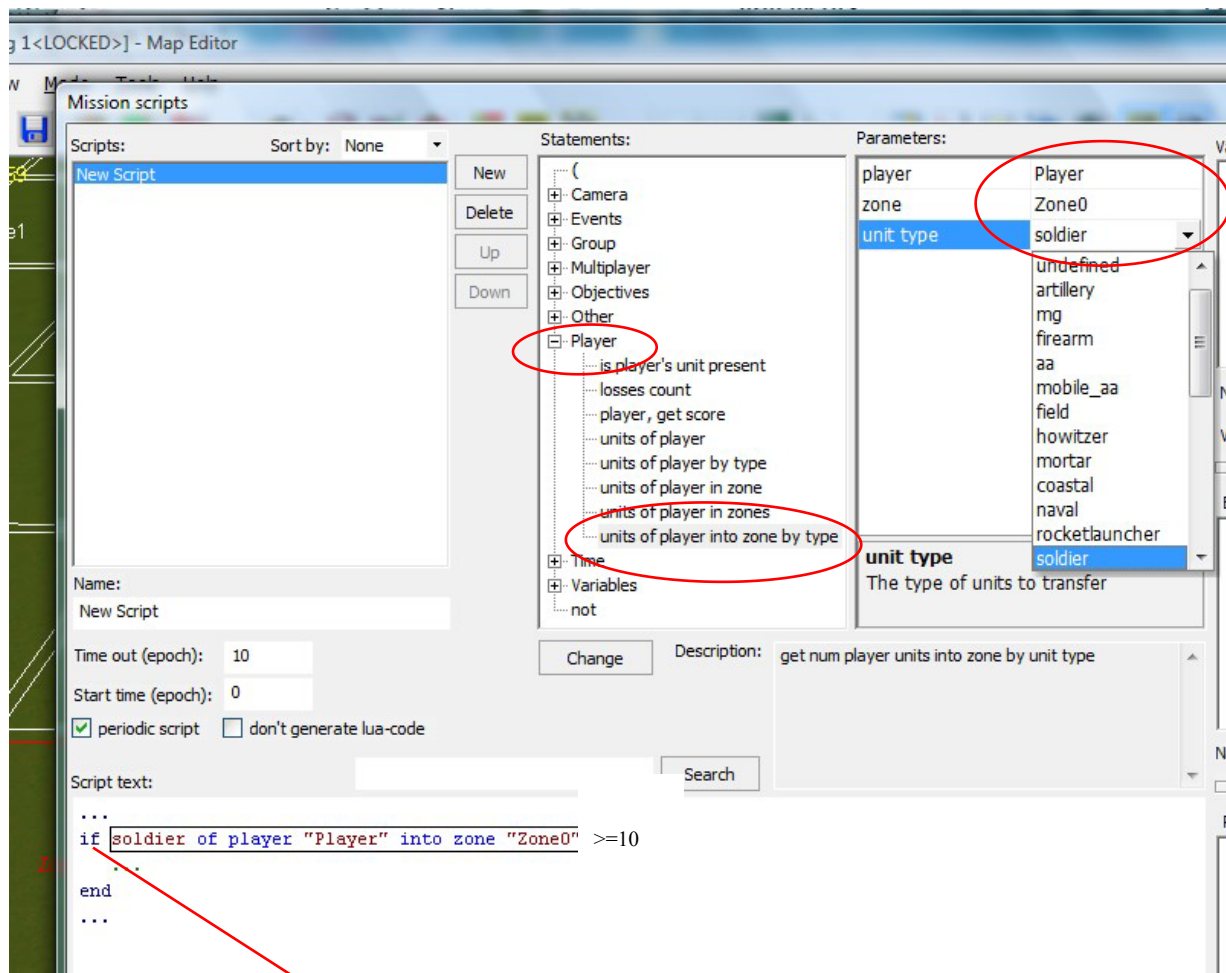 g 1<LOCKED>] - Map Editor
Mission scripts
Scripts: Sort by: None
New Script
New
Delete
Up
Down
Statements:
(
Camera
Events
Group
Multiplayer
Objectives
Other
Player
is player's unit present
losses count
player, get score
units of player
units of player by type
units of player in zone
units of player in zones
units of player into zone by type
Time
Variables
not
Parameters:
player Player
zone Zone0
unit type soldier
undefined
artillery
mg
firearm
aa
mobile_aa
field
howitzer
mortar
coastal
naval
rocketlauncher
soldier
unit type
The type of units to transfer
Name:
New Script
Time out (epoch): 10
Start time (epoch): 0
periodic script don't generate lua-code
Change
Description: get num player units into zone by unit type
Script text:
Search
...
if soldier of player "Player" into zone "Zone0" >=10
...
end
...